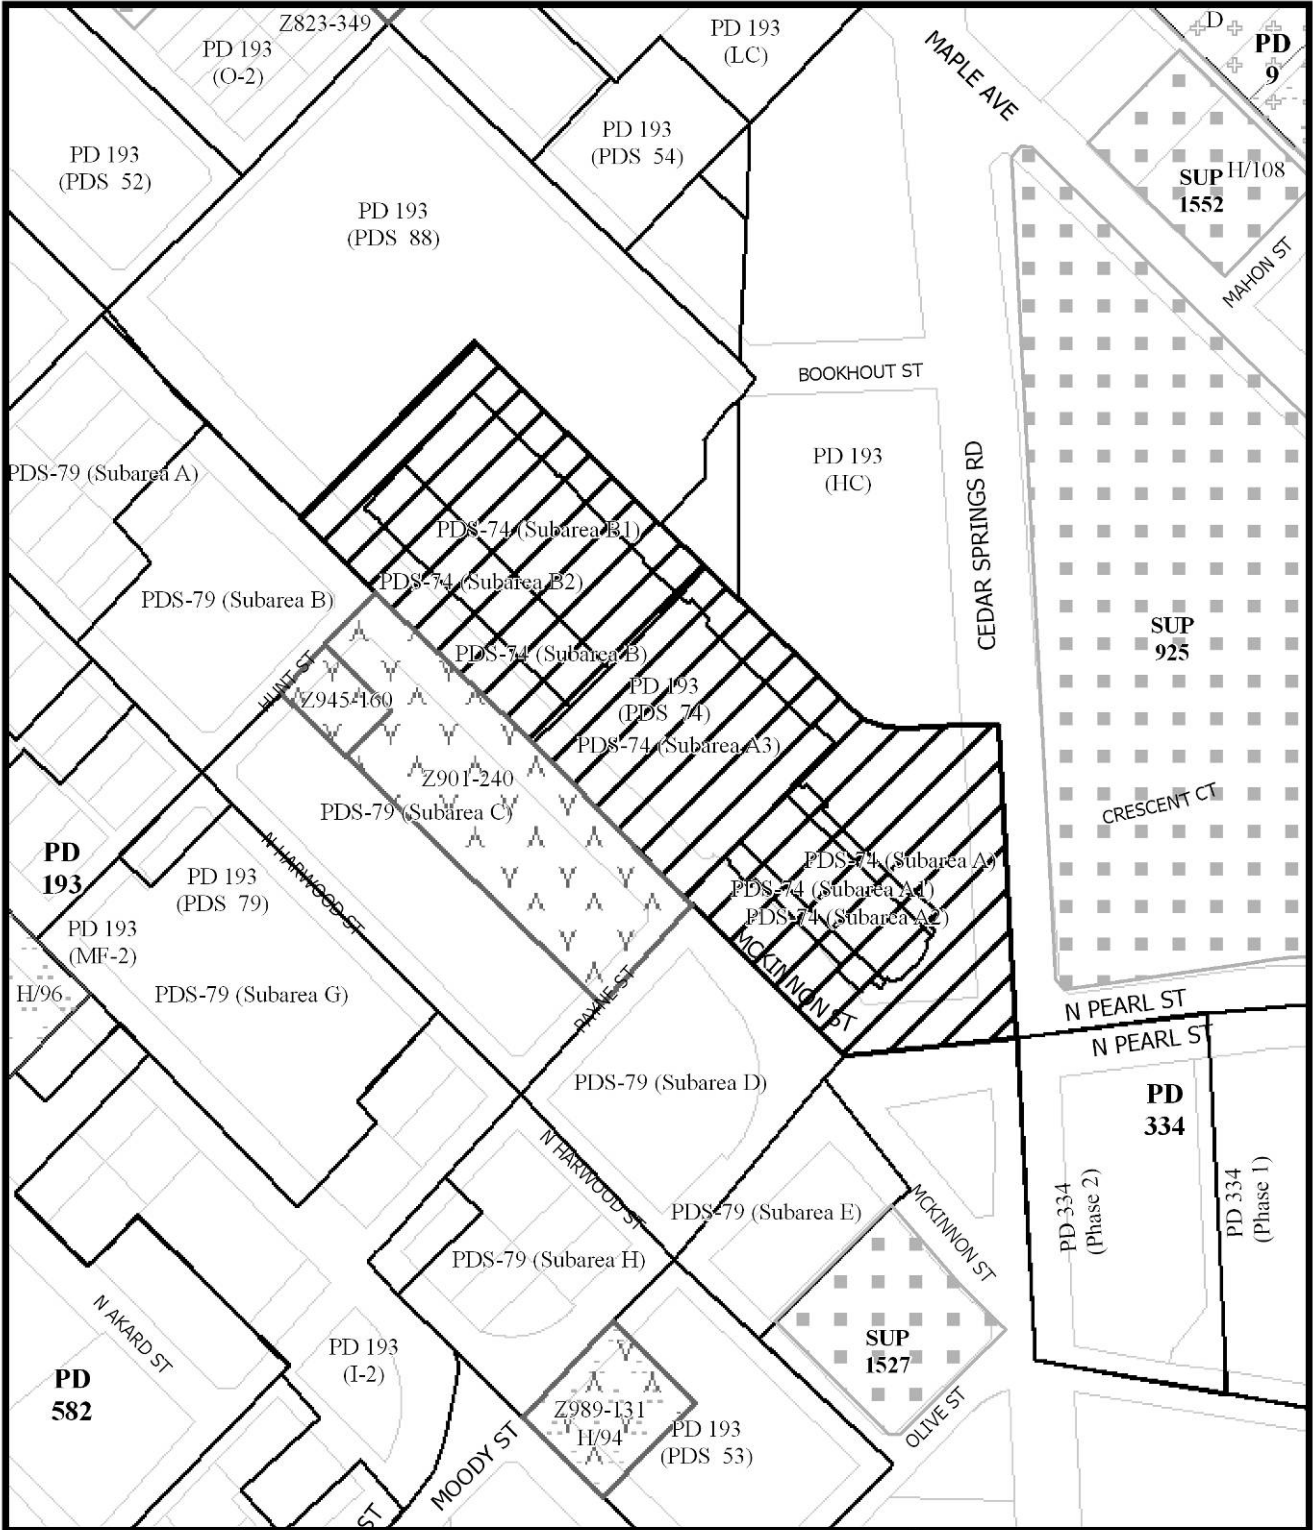 Z823-349
PD 193
(O-2)
PD 193
(LC)
MAPLE AVE
D
PD
9
PD 193
(PDS 52)
PD 193
(PDS 54)
SUP
1552
H/108
PD 193
(PDS 88)
MAHON ST
BOOKHOUT ST
PD 193
(HC)
CEDAR SPRINGS RD
PDS-79 (Subarea A)
PDS-74 (Subarea B1)
PDS-74 (Subarea B2)
PDS-79 (Subarea B)
PDS-74 (Subarea B)
SUP
925
HUNT ST
Z945-160
PD 193
(PDS 74)
PDS-74 (Subarea A3)
Z901-240
PDS-79 (Subarea C)
CRESCENT CT
N HARWOOD ST
PD
193
PD 193
(PDS 79)
PDS-74 (Subarea A)
PDS-74 (Subarea A1)
PDS-74 (Subarea A2)
PD 193
(MF-2)
MCKINNON ST
H/96
PDS-79 (Subarea G)
PAYNE ST
N PEARL ST
N PEARL ST
PDS-79 (Subarea D)
PD
334
N HARWOOD ST
PD 334
(Phase 2)
PD 334
(Phase 1)
PDS-79 (Subarea E)
MCKINNON ST
PDS-79 (Subarea H)
N AKARD ST
PD 193
(I-2)
SUP
1527
PD
582
Z989-131
H/94
PD 193
(PDS 53)
OLIVE ST
MOODY ST
ST